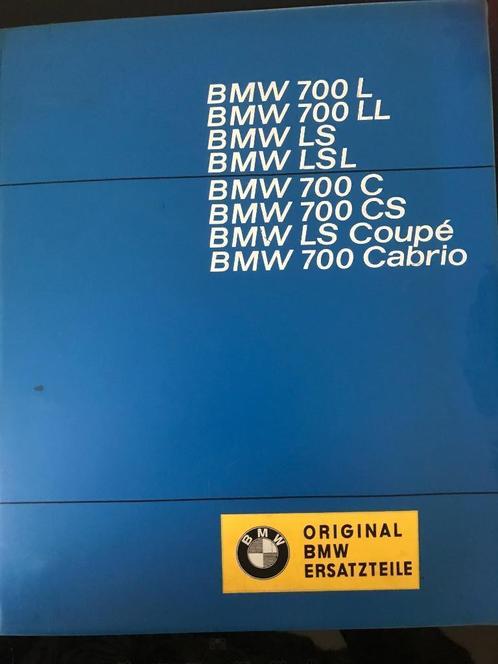 BMW 700 L
BMW 700 LL
BMW LS
BMW LSL
BMW 700 C
BMW 700 CS
BMW LS Coupé
BMW 700 Cabrio
BMW
ORIGINAL
BMW
ERSATZTEILE